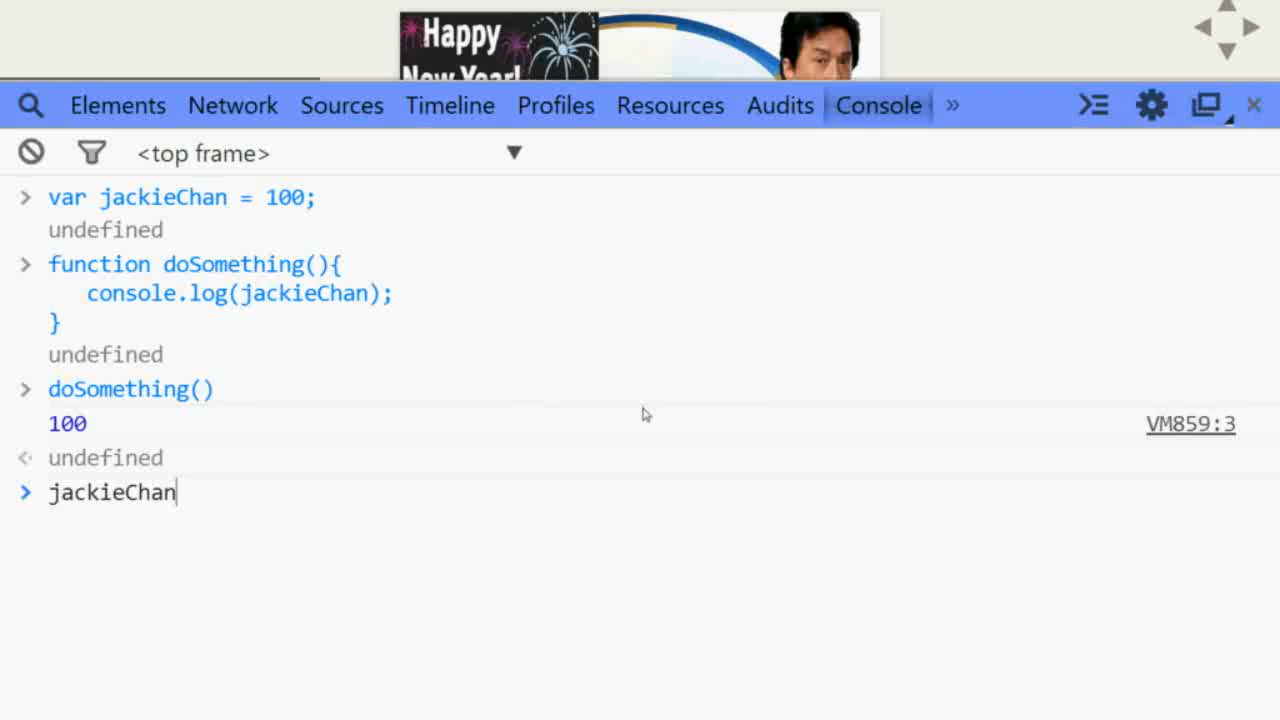 Happy
New Year!
Elements Network Sources Timeline Profiles Resources Audits Console »
<top frame>
> var jackieChan = 100;
undefined
> function doSomething(){
console.log(jackieChan);
}
undefined
> doSomething()
100 VM859:3
undefined
> jackieChan